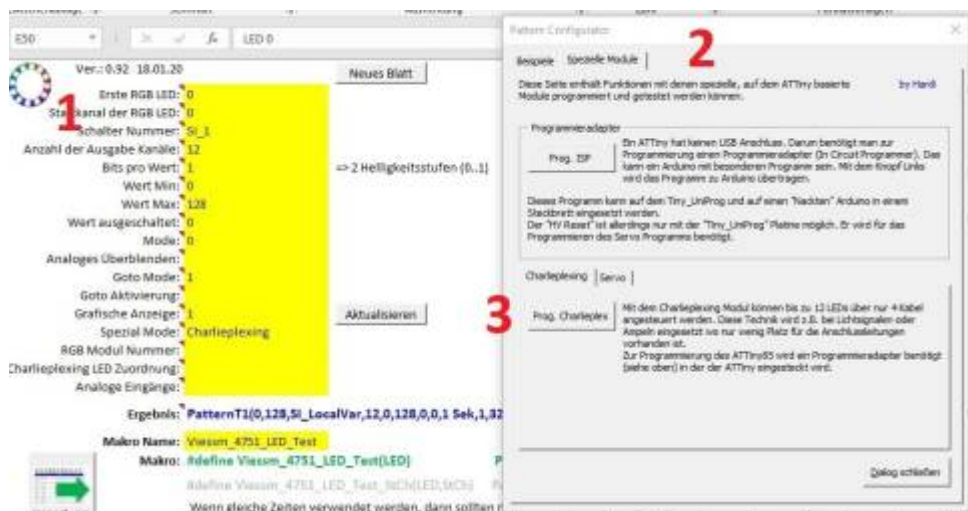 E50
fx
LED 0
Ver.: 0.92 18.01.20
Neues Blatt
1
Erste RGB LED: 0
Startkanal der RGB LED: 0
Schalter Nummer: SI_1
Anzahl der Ausgabe Kanäle: 12
Bits pro Wert: 1
=> 2 Helligkeitsstufen (0..1)
Wert Min: 0
Wert Max: 128
Wert ausgeschaltet: 0
Mode: 0
Analoges Überblenden:
Goto Mode: 1
Goto Aktivierung:
Grafische Anzeige: 1
Aktualisieren
Spezial Mode: Charlieplexing
RGB Modul Nummer:
Charlieplexing LED Zuordnung:
Analoge Eingänge:
Ergebnis: PatternT1(0,128,SI_LocalVar,12,0,128,0,0,1 Sek,1,32
Makro Name: Viessm_4751_LED_Test
Makro: #define Viessm_4751_LED_Test(LED) P
#define Viessm_4751_LED_Test_StCh(LED,StCh)
Wenn gleiche Zeiten verwendet werden, dann sollten
Pattern Configurator
2
Beispiele
Spezielle Module
Diese Seite enthält Funktionen mit denen spezielle, auf dem ATTiny basierte
by Hardi
Module programmiert und getestet werden können.
Programmieradapter
Prog. ISP
Ein ATTiny hat keinen USB Anschluss. Darum benötigt man zur
Programmierung einen Programmieradapter (In Circuit Programmer). Das
kann ein Arduino mit besonderen Programm sein. Mit dem Knopf Links
wird das Programm zu Arduino übertragen.
Dieses Programm kann auf dem Tiny_UniProg und auf einen "Nackten" Arduino in einem
Steckbrett eingesetzt werden.
Der "HV Reset" ist allerdings nur mit der "Tiny_UniProg" Platine möglich. Er wird für das
Programmieren des Servo Programms benötigt.
Charlieplexing
Servo
3
Prog. Charlieplex
Mit dem Charlieplexing Modul können bis zu 12 LEDs über nur 4 Kabel
angesteuert werden. Diese Technik wird z.B. bei Lichtsignalen oder
Ampeln eingesetzt wo nur wenig Platz für die Anschlussleitungen
vorhanden ist.
Zur Programmierung des ATTiny85 wird ein Programmieradapter benötigt
(siehe oben) in der der ATTiny eingesteckt wird.
Dialog schließen